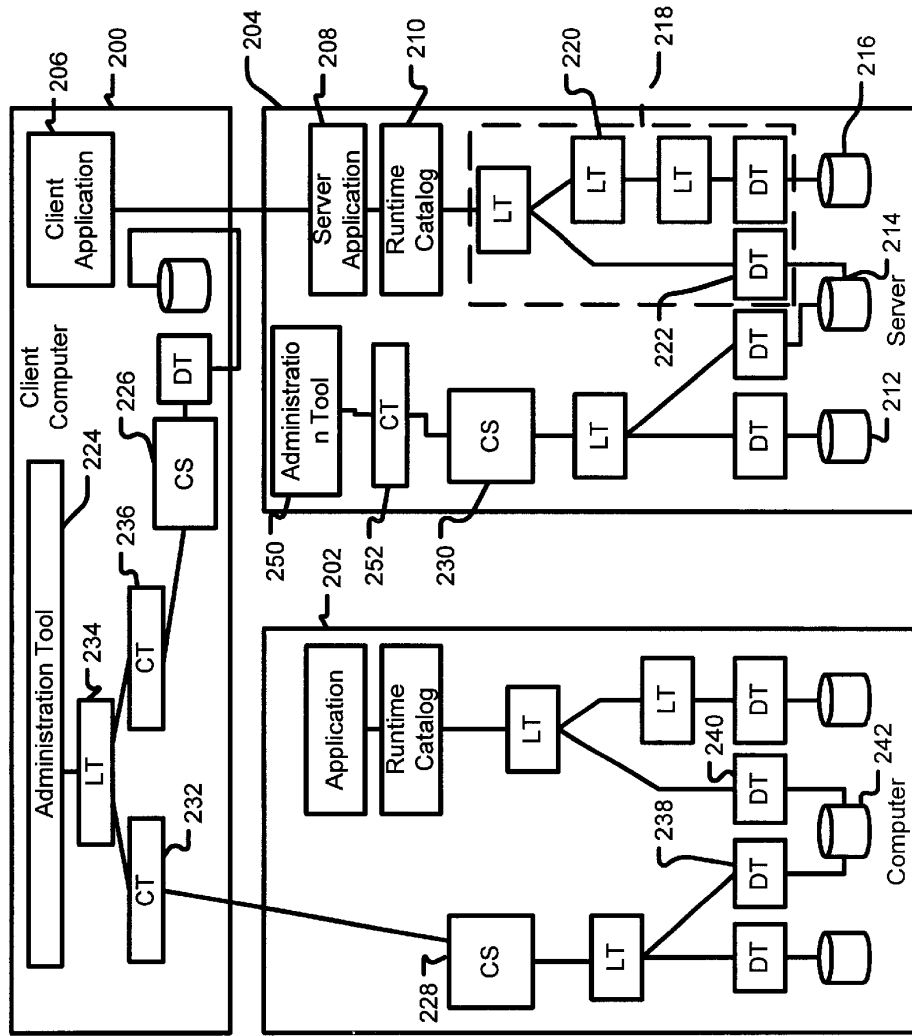 206
200
Client
Application
Client
Computer
224
Administration Tool
234
LT
236
CT
232
CT
226
CS
DT
202
Application
Runtime
Catalog
LT
LT
228
CS
LT
238
240
DT
DT
DT
DT
242
Computer
204
208
Server
Application
210
Runtime
Catalog
250
Administratio
n Tool
252
CT
230
CS
LT
LT
220
LT
218
LT
222
DT
DT
DT
DT
212
214
216
Server